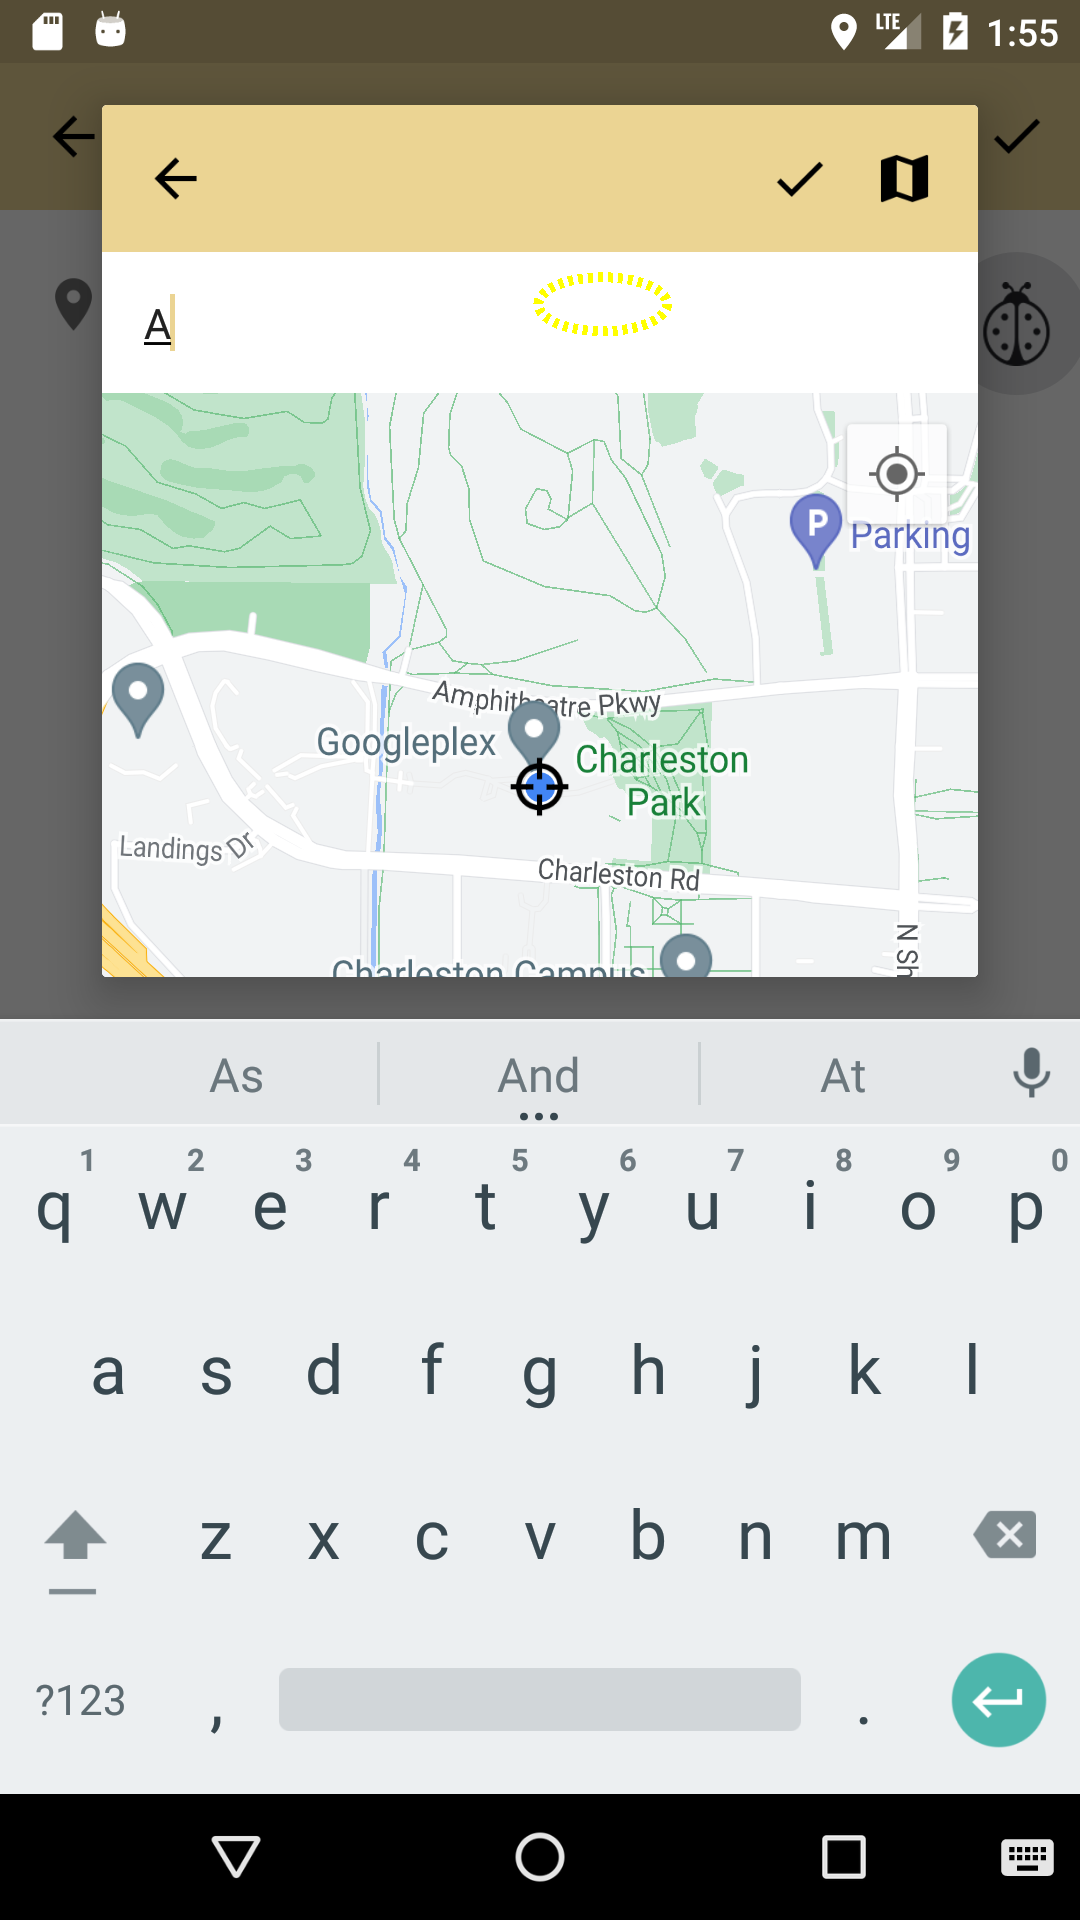 LTE 1:55
A
P Parking
Amphitheatre Pkwy
Googleplex
Charleston
Park
Landings Dr
Charleston Rd
N Sh
Charleston Campus
As And At
1 2 3 4 5 6 7 8 9 0
q w e r t y u i o p
a s d f g h j k l
z x c v b n m
?123 , .